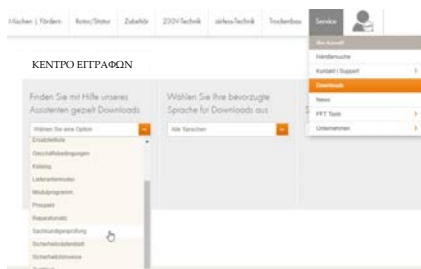 Mischen | Fördern Rotor/Stator Zubehör 230V-Technik airless-Technik Trockenbau Service
Händlersuche
Kontakt | Support
Downloads
News
PFT Tools
Unternehmen
ΚΕΝΤΡΟ ΕΓΓΡΑΦΩΝ
Finden Sie mit Hilfe unseres
Assistenten gezielt Downloads
Wählen Sie Ihre bevorzugte
Sprache für Downloads aus
S
Wählen Sie eine Option
Alle Sprachen
Ersatzteilliste
Geschäftsbedingungen
Katalog
Lieferantenmuster
Modulprogramm
Prospekt
Reparatursatz
Sachkundigenprüfung
Sicherheitsdatenblatt
Sicherheitshinweise